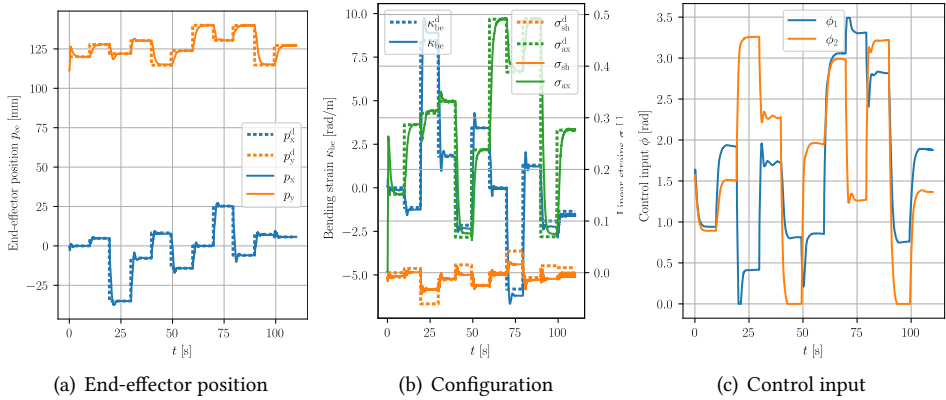 End-effector position p_ee [mm]
125
100
75
50
25
0
−25
0 25 50 75 100
t [s]
p_x^d
p_y^d
p_x
p_y
(a) End-effector position
Bending strain κ_be [rad/m]
10.0
7.5
5.0
2.5
0.0
−2.5
−5.0
κ_be^d
κ_be
σ_sh^d
σ_ax^d
σ_sh
σ_ax
0.5
0.4
0.3
0.2
0.1
0.0
0 25 50 75 100
t [s]
(b) Configuration
Control input ϕ [rad]
3.5
3.0
2.5
2.0
1.5
1.0
0.5
0.0
ϕ_1
ϕ_2
0 50 100
t [s]
(c) Control input